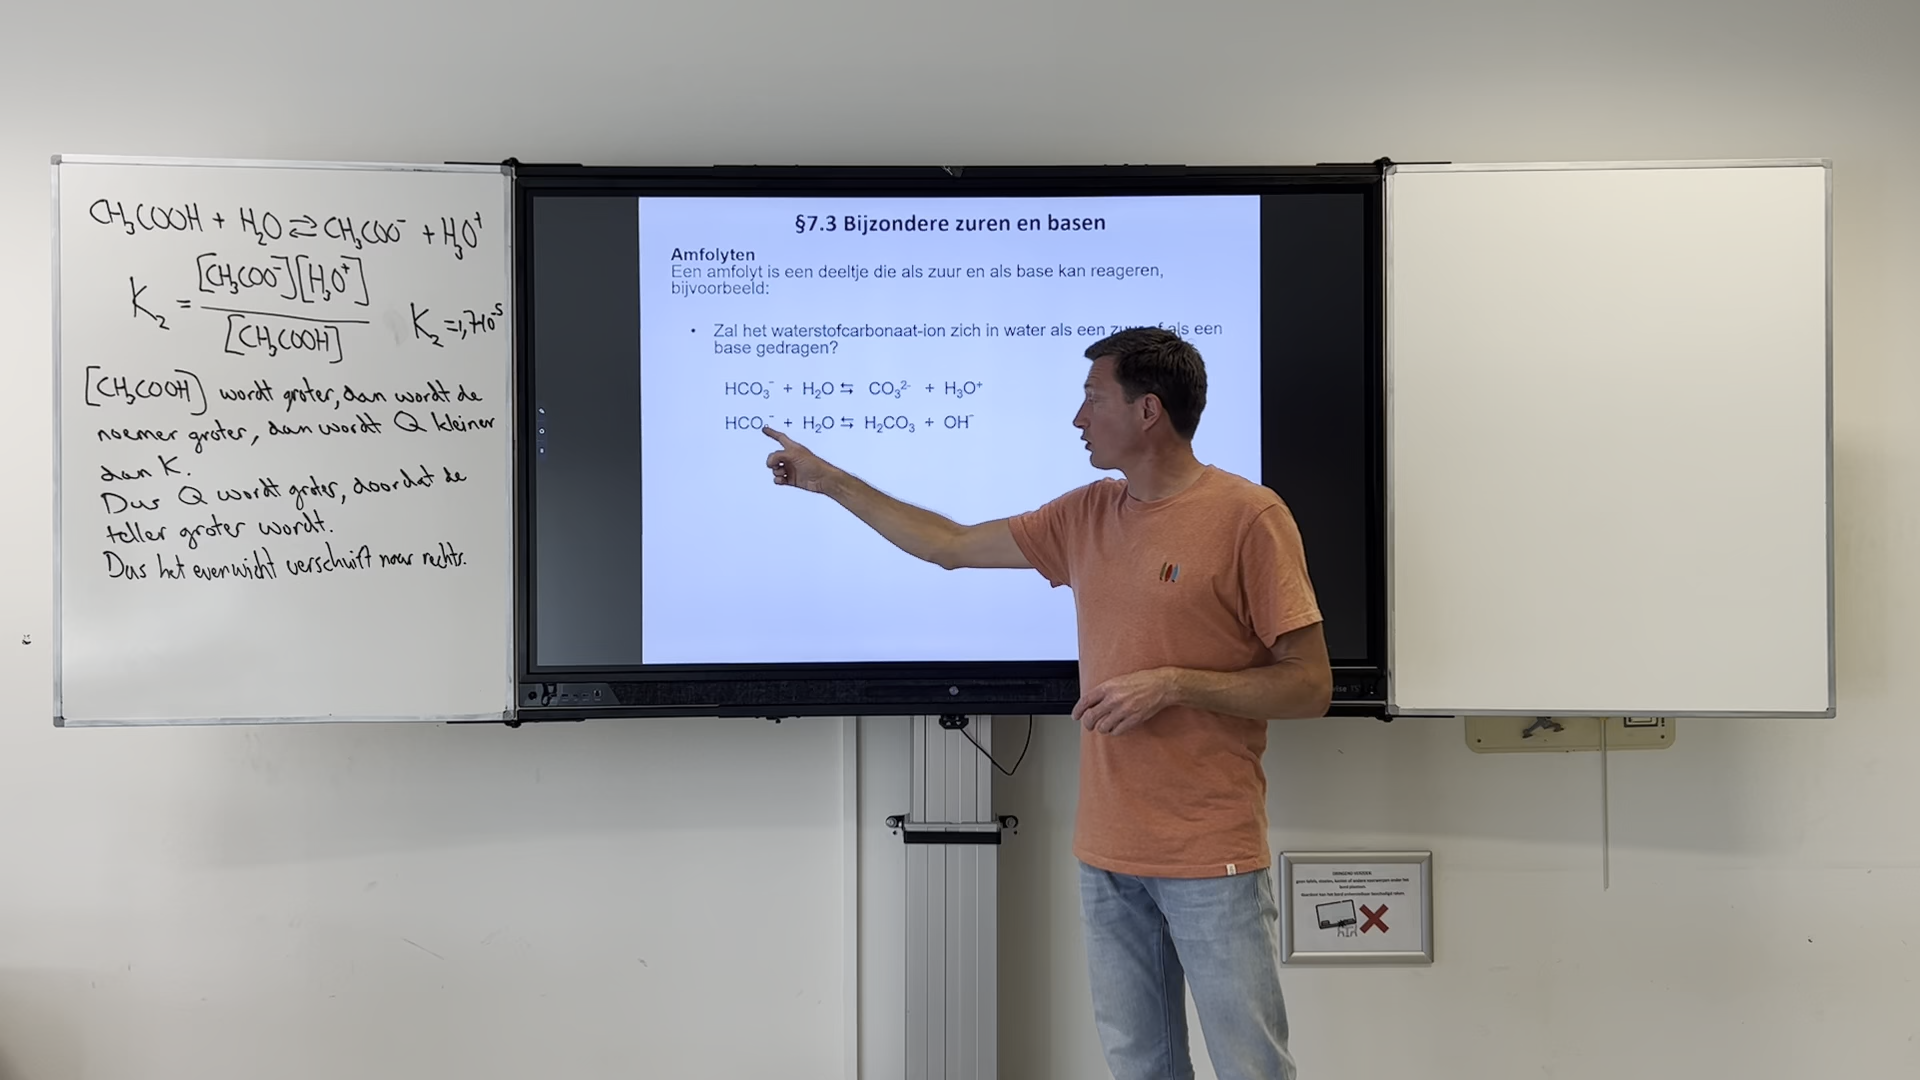 CH₃COOH + H₂O ⇄ CH₃COO⁻ + H₃O⁺
K₂ = [CH₃COO⁻][H₃O⁺] / [CH₃COOH]
K₂ = 1,7·10⁻⁵
[CH₃COOH] wordt groter, dan wordt de
noemer groter, dan wordt Q kleiner
dan K.
Dus Q wordt groter, doordat de
teller groter wordt.
Dus het evenwicht verschuift naar rechts.
§7.3 Bijzondere zuren en basen
Amfolyten
Een amfolyt is een deeltje die als zuur en als base kan reageren,
bijvoorbeeld:
• Zal het waterstofcarbonaat-ion zich in water als een zuur of als een
base gedragen?
HCO₃⁻ + H₂O ⇆ CO₃²⁻ + H₃O⁺
HCO₃⁻ + H₂O ⇆ H₂CO₃ + OH⁻